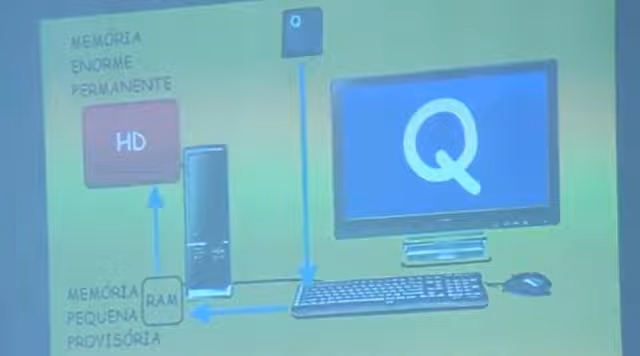 MEMÓRIA
ENORME
PERMANENTE
Q
HD
Q
MEMÓRIA
PEQUENA
PROVISÓRIA
RAM